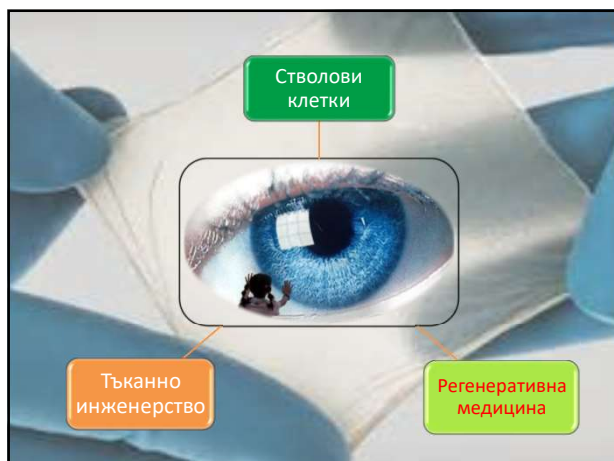 Стволови
клетки
Тъканно
инженерство
Регенеративна
медицина